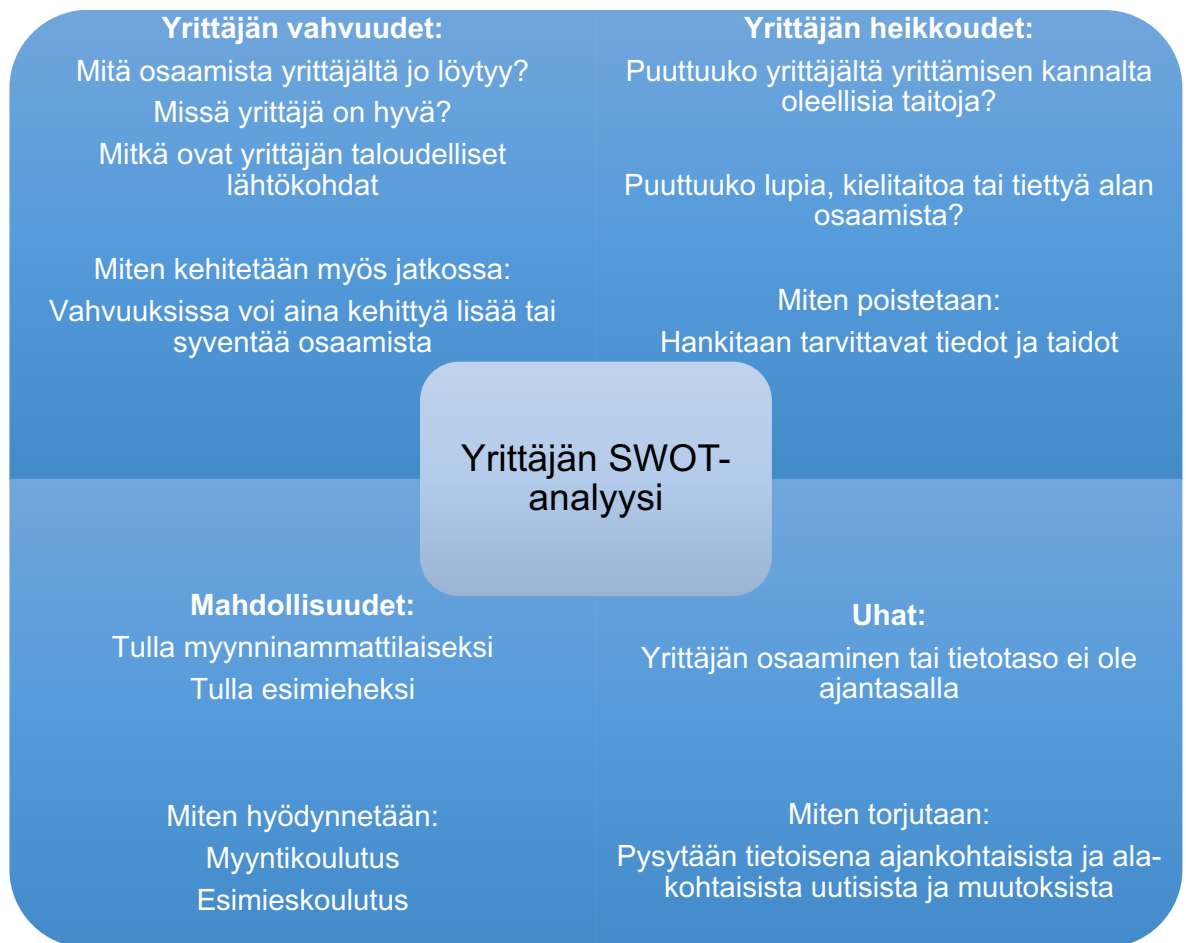 Yrittäjän vahvuudet:
Mitä osaamista yrittäjältä jo löytyy?
Missä yrittäjä on hyvä?
Mitkä ovat yrittäjän taloudelliset
lähtökohdat
Miten kehitetään myös jatkossa:
Vahvuuksissa voi aina kehittyä lisää tai
syventää osaamista
Yrittäjän heikkoudet:
Puuttuuko yrittäjältä yrittämisen kannalta
oleellisia taitoja?
Puuttuuko lupia, kielitaitoa tai tiettyä alan
osaamista?
Miten poistetaan:
Hankitaan tarvittavat tiedot ja taidot
Yrittäjän SWOT-
analyysi
Mahdollisuudet:
Tulla myynninammattilaiseksi
Tulla esimieheksi
Miten hyödynnetään:
Myyntikoulutus
Esimieskoulutus
Uhat:
Yrittäjän osaaminen tai tietotaso ei ole
ajantasalla
Miten torjutaan:
Pysytään tietoisena ajankohtaisista ja ala-
kohtaisista uutisista ja muutoksista